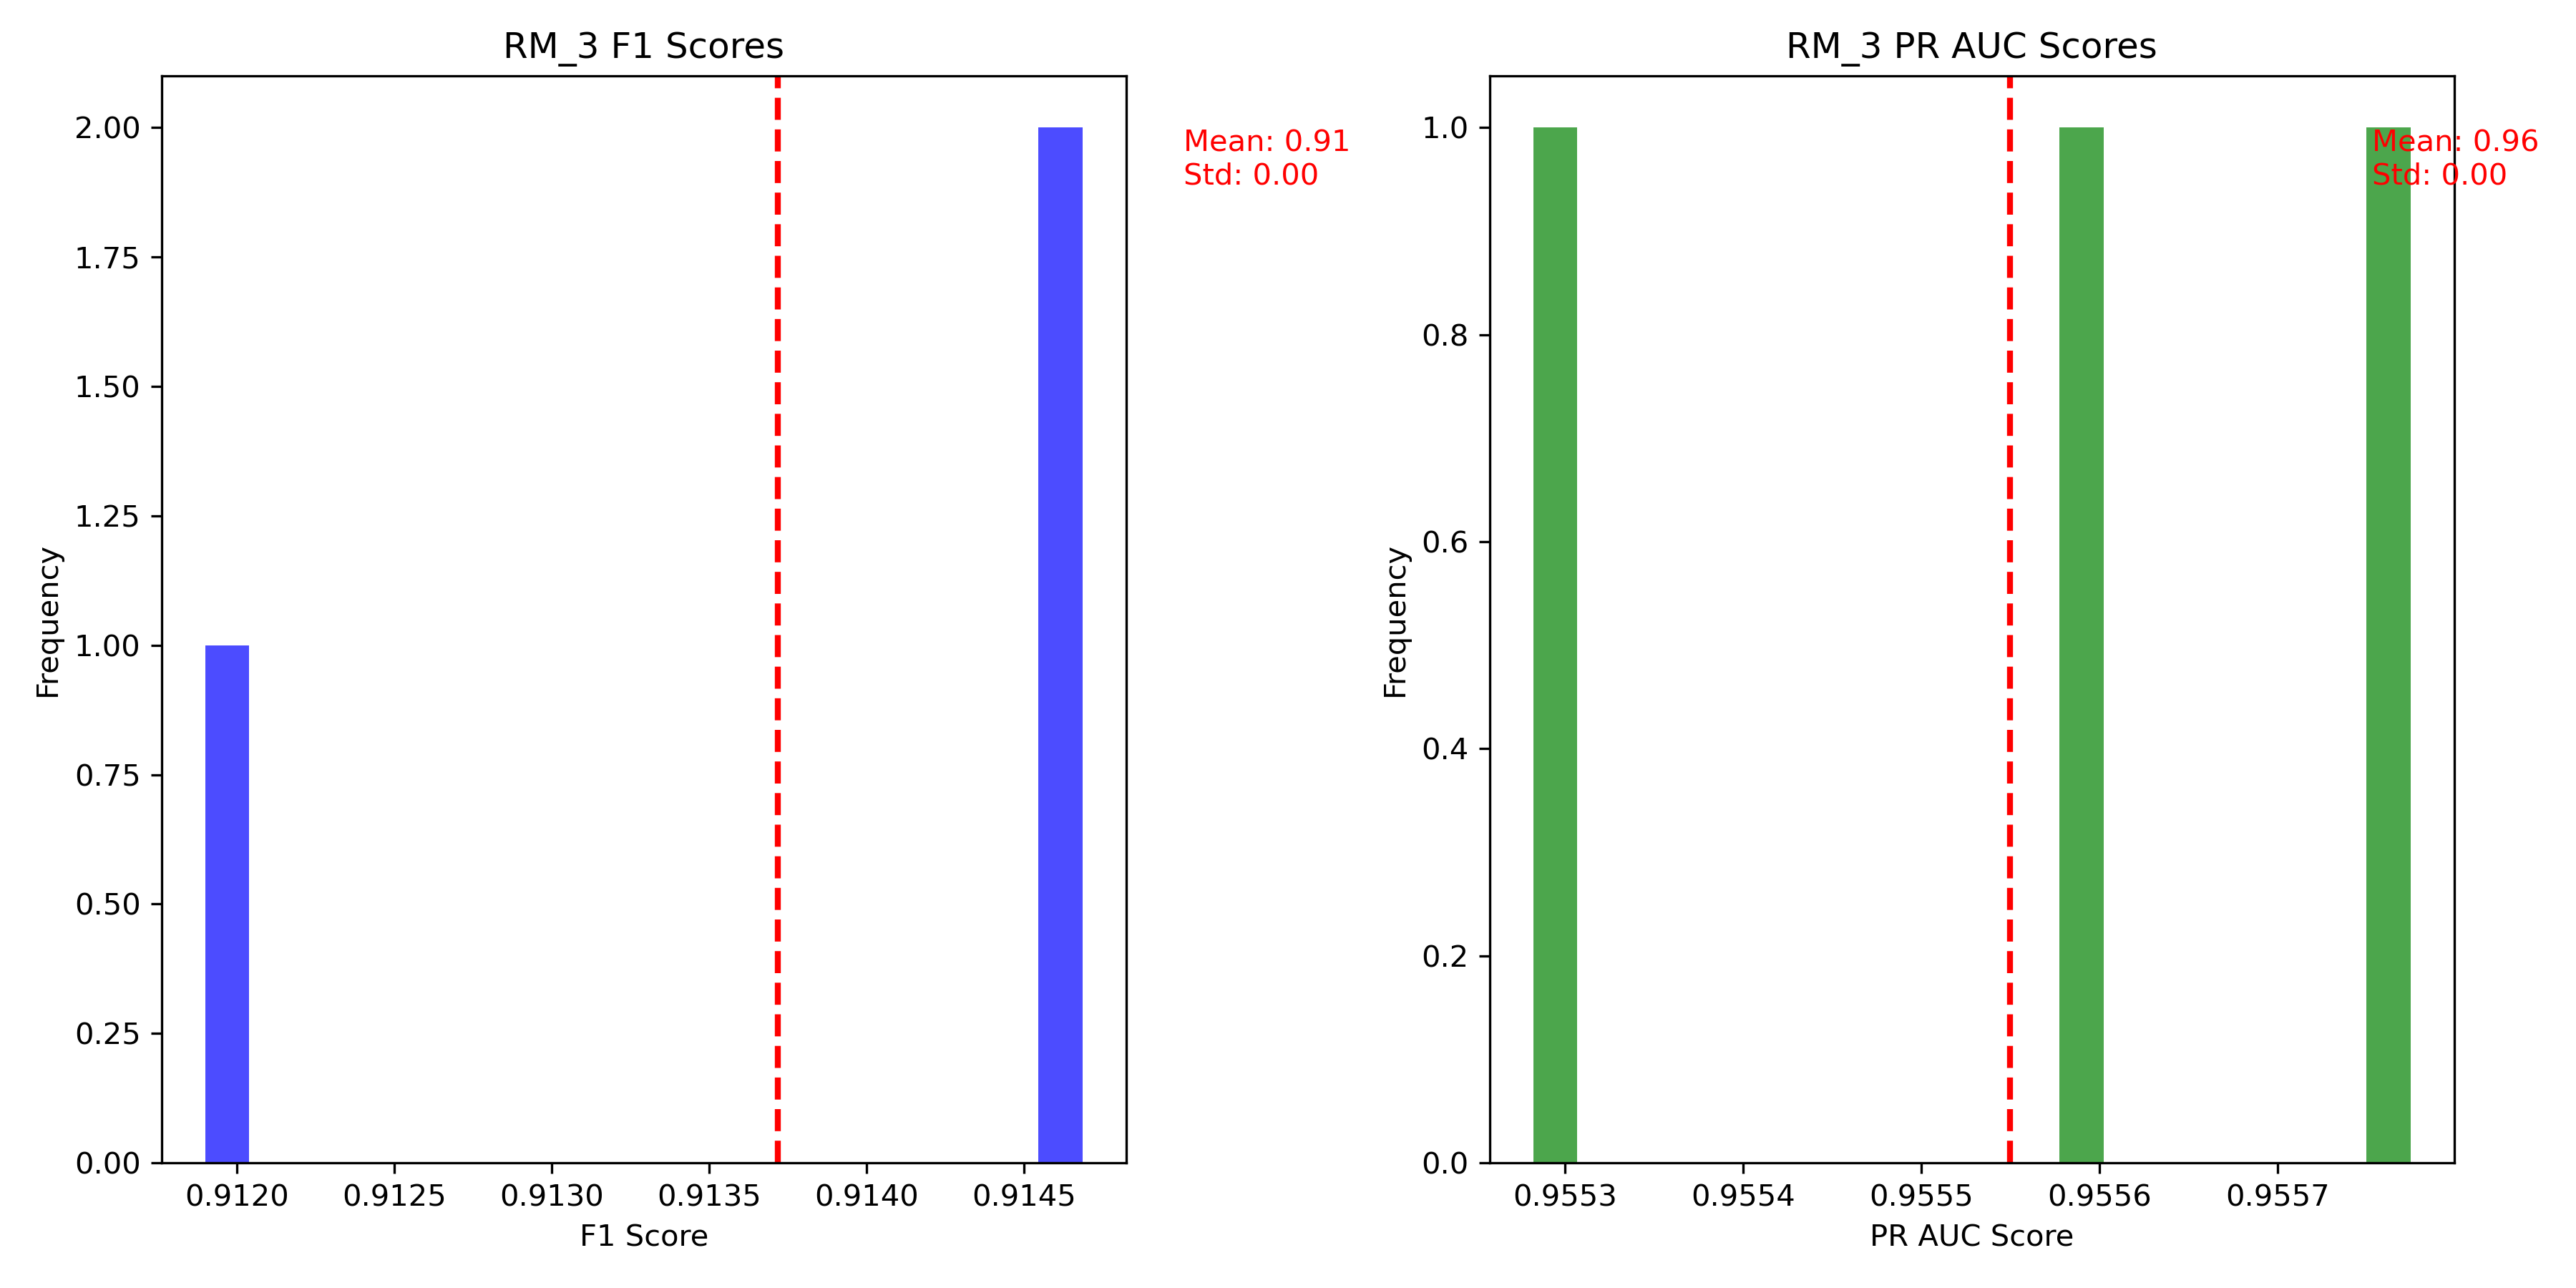 RM_3 F1 Scores
Frequency
2.00
1.75
1.50
1.25
1.00
0.75
0.50
0.25
0.00
0.9120 0.9125 0.9130 0.9135 0.9140 0.9145
F1 Score
Mean: 0.91
Std: 0.00
RM_3 PR AUC Scores
Frequency
1.0
0.8
0.6
0.4
0.2
0.0
0.9553 0.9554 0.9555 0.9556 0.9557
PR AUC Score
Mean: 0.96
Std: 0.00